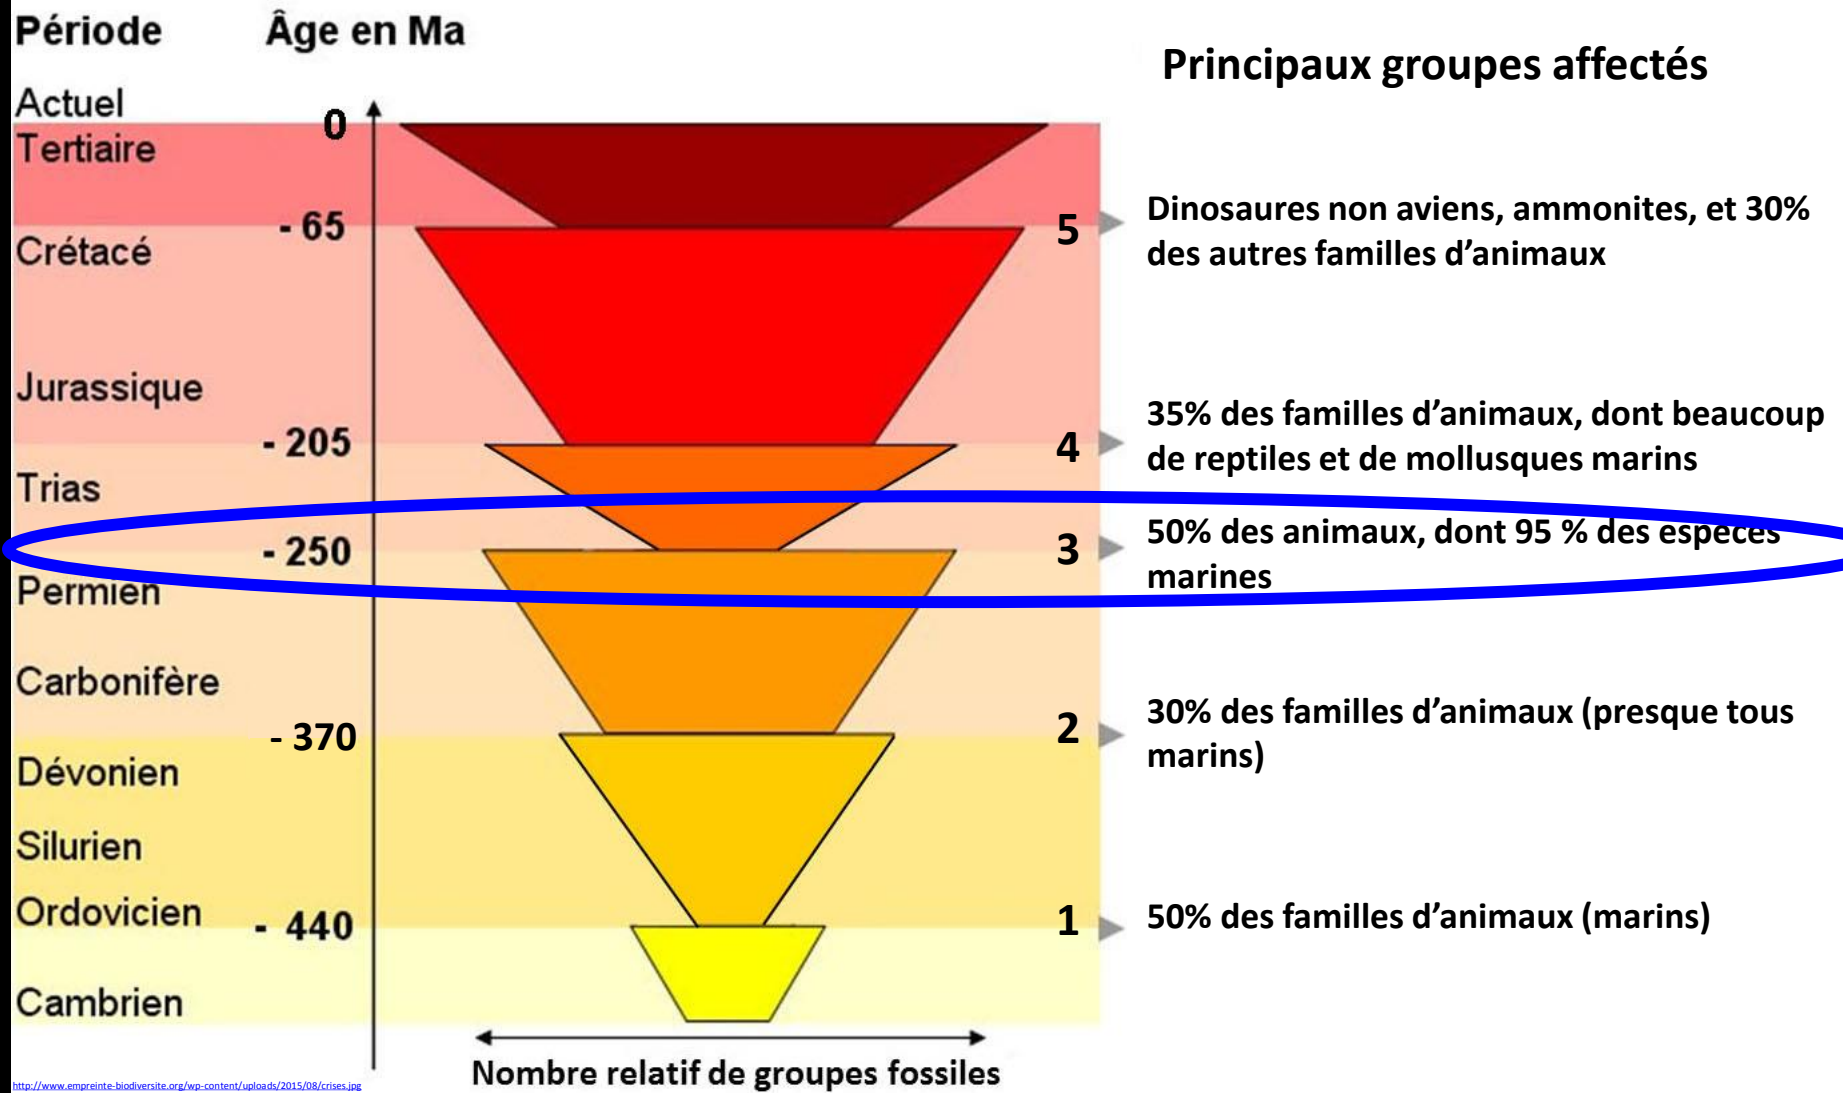 Période Âge en Ma
Principaux groupes affectés
Actuel
0
Tertiaire
- 65
5
Dinosaures non aviens, ammonites, et 30%
des autres familles d’animaux
Crétacé
Jurassique
- 205
4
35% des familles d’animaux, dont beaucoup
de reptiles et de mollusques marins
Trias
- 250
3
50% des animaux, dont 95 % des espèces
marines
Permien
Carbonifère
- 370
2
30% des familles d’animaux (presque tous
marins)
Dévonien
Silurien
Ordovicien
- 440
1
50% des familles d’animaux (marins)
Cambrien
Nombre relatif de groupes fossiles
http://www.empreinte-biodiversite.org/wp-content/uploads/2015/08/crises.jpg